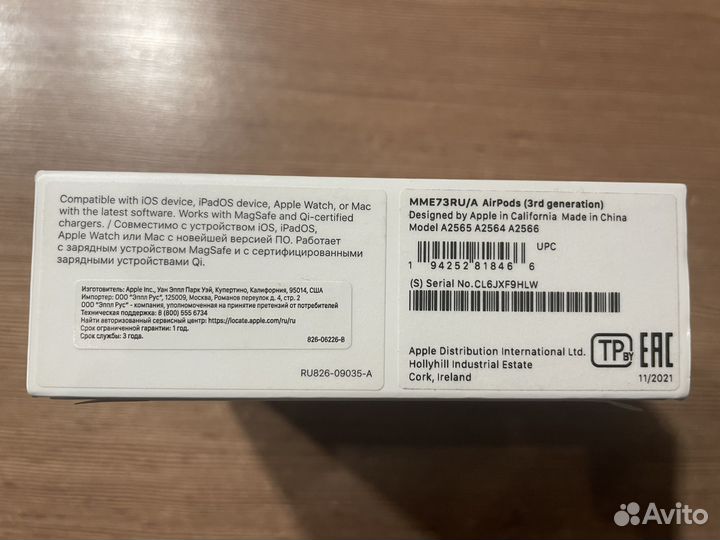 Compatible with iOS device, iPadOS device, Apple Watch, or Mac
with the latest software. Works with MagSafe and Qi-certified
chargers. / Совместимо с устройством iOS, iPadOS,
Apple Watch или Mac с новейшей версией ПО. Работает
с зарядным устройством MagSafe и с сертифицированными
зарядными устройствами Qi.
Изготовитель: Apple Inc., Уан Эппл Парк Уэй, Купертино, Калифорния, 95014, США
Импортер: ООО "Эппл Рус", 125009, Москва, Романов переулок д. 4, стр. 2
ООО "Эппл Рус" - компания, уполномоченная на принятие претензий от потребителей
Техническая поддержка: 8 (800) 555 6734
Найти авторизованный сервисный центр: https://locate.apple.com/ru/ru
Срок ограниченной гарантии: 1 год.
Срок службы: 3 года.
826-06226-B
RU826-09035-A
MME73RU/A AirPods (3rd generation)
Designed by Apple in California Made in China
Model A2565 A2564 A2566
UPC
1 94252 81846 6
(S) Serial No.CL6JXF9HLW
Apple Distribution International Ltd.
Hollyhill Industrial Estate
Cork, Ireland
TP BY
EAC
11/2021
Avito